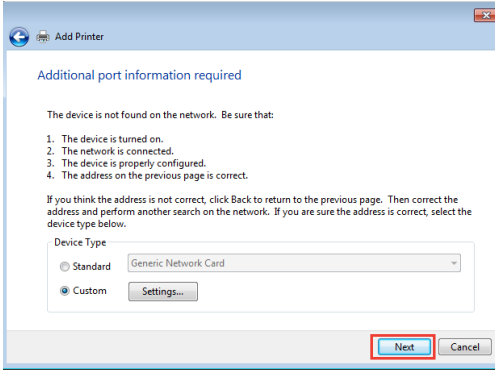 Add Printer
Additional port information required
The device is not found on the network. Be sure that:
1. The device is turned on.
2. The network is connected.
3. The device is properly configured.
4. The address on the previous page is correct.
If you think the address is not correct, click Back to return to the previous page. Then correct the
address and perform another search on the network. If you are sure the address is correct, select the
device type below.
Device Type
Standard Generic Network Card
Custom Settings...
Next Cancel